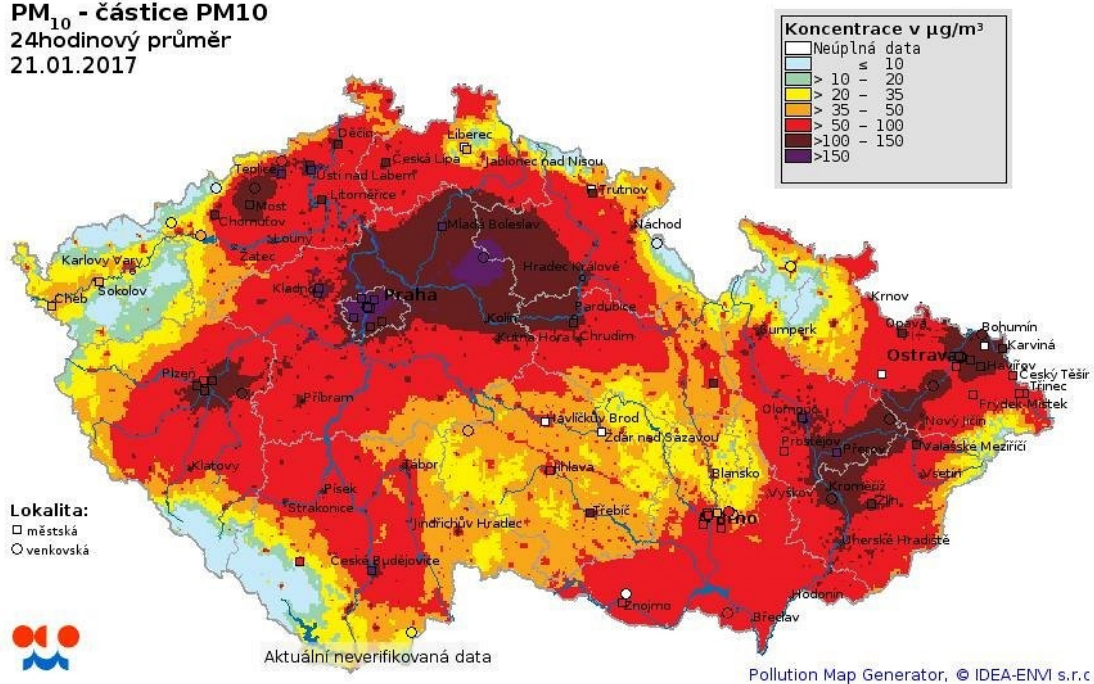 PM10 - částice PM10
24hodinový průměr
21.01.2017
Koncentrace v µg/m³
Neúplná data
≤ 10
> 10 – 20
> 20 – 35
> 35 – 50
> 50 – 100
>100 – 150
>150
Děčín
Liberec
Česká Lípa
Jablonec nad Nisou
Teplice
Ústí nad Labem
Trutnov
Litoměřice
Most
Chomutov
Mladá Boleslav
Náchod
Louny
Žatec
Karlovy Vary
Hradec Králové
Sokolov
Kladno
Praha
Cheb
Krnov
Pardubice
Kolín
Opava
Bohumín
Šumperk
Kutná Hora
Chrudim
Karviná
Ostrava
Havířov
Plzeň
Český Těšín
Třinec
Příbram
Frýdek-Místek
Havlíčkův Brod
Olomouc
Nový Jičín
Žďár nad Sázavou
Prostějov
Přerov
Valašské Meziříčí
Klatovy
Tábor
Jihlava
Blansko
Vsetín
Písek
Vyškov
Kroměříž
Zlín
Lokalita:
Strakonice
Třebíč
Brno
městská
Jindřichův Hradec
venkovská
Uherské Hradiště
České Budějovice
Hodonín
Znojmo
Břeclav
Aktuální neverifikovaná data
Pollution Map Generator, © IDEA-ENVI s.r.o